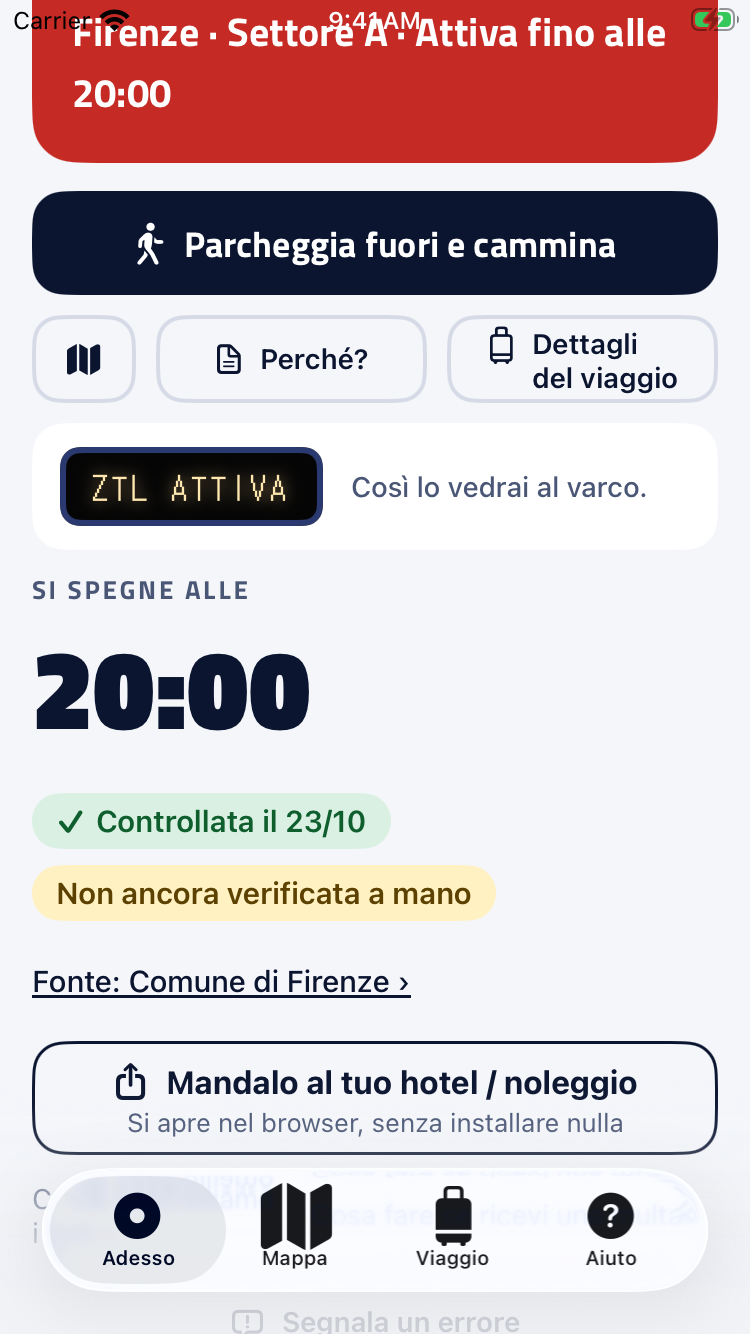 Carrier
9:41 AM
Firenze · Settore A · Attiva fino alle
20:00
Parcheggia fuori e cammina
Perché?
Dettagli
del viaggio
ZTL ATTIVA
Così lo vedrai al varco.
SI SPEGNE ALLE
20:00
Controllata il 23/10
Non ancora verificata a mano
Fonte: Comune di Firenze ›
Mandalo al tuo hotel / noleggio
Si apre nel browser, senza installare nulla
Adesso
Mappa
Viaggio
Aiuto
Segnala un errore